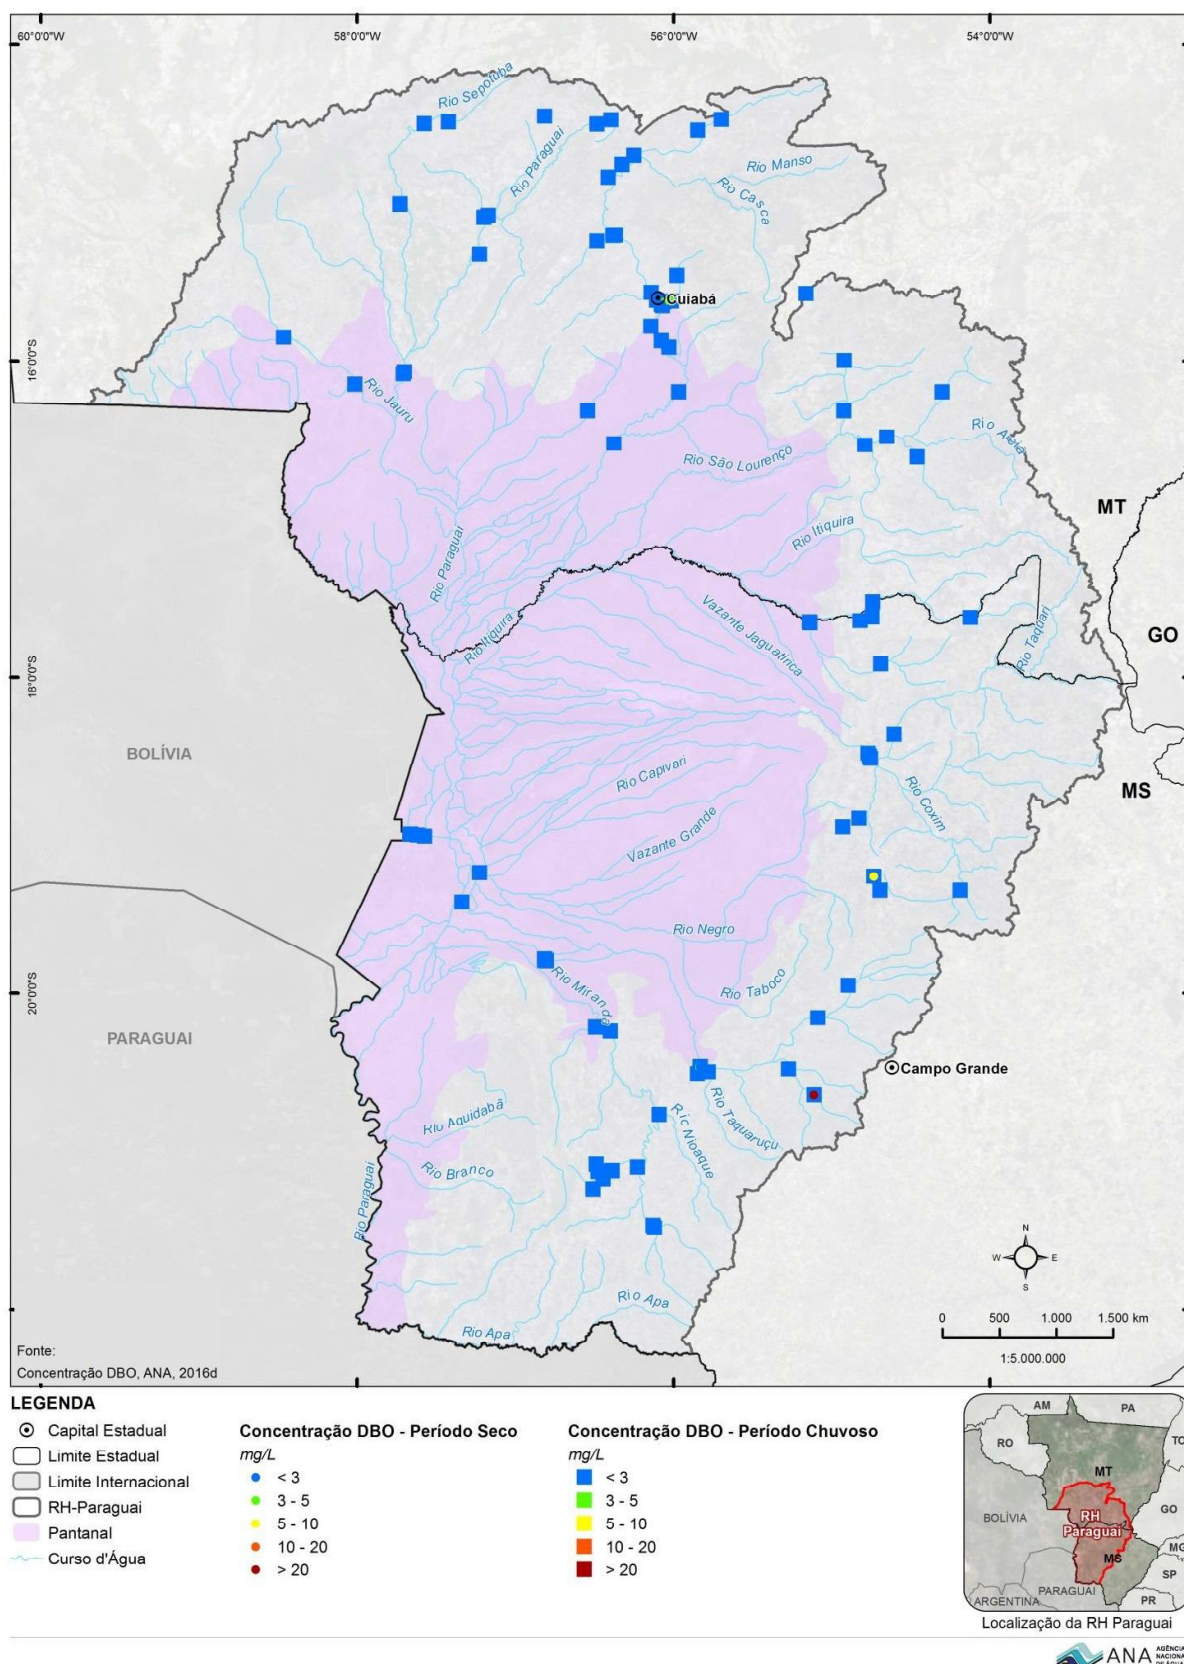 60°0'0"W
58°0'0"W
56°0'0"W
54°0'0"W
Rio Sepotuba
Rio Paraguai
Rio Manso
Rio Casca
Cuiabá
16°0'0"S
Rio Jauru
Rio São Lourenço
MT
Rio Itiquira
Rio Paraguai
Vazante Jaguatirica
Rio Itiquira
Rio Taquari
GO
18°0'0"S
BOLÍVIA
Rio Capivari
Rio Coxim
MS
Vazante Grande
Rio Negro
Rio Taboco
Rio Miranda
20°0'0"S
PARAGUAI
Campo Grande
Rio Aquidabã
Rio Taquaruçu
Rio Nioaque
Rio Branco
Rio Paraguai
N
W
E
S
Rio Apa
Rio Apa
0 500 1.000 1.500 km
1:5.000.000
Fonte:
Concentração DBO, ANA, 2016d
LEGENDA
Capital Estadual
Limite Estadual
Limite Internacional
RH-Paraguai
Pantanal
Curso d'Água
Concentração DBO - Período Seco
mg/L
< 3
3 - 5
5 - 10
10 - 20
> 20
Concentração DBO - Período Chuvoso
mg/L
< 3
3 - 5
5 - 10
10 - 20
> 20
AM
PA
RO
TO
MT
BOLÍVIA
GO
RH
Paraguai
MS
MG
SP
PARAGUAI
ARGENTINA
PR
Localização da RH Paraguai
ANA
AGÊNCIA
NACIONAL